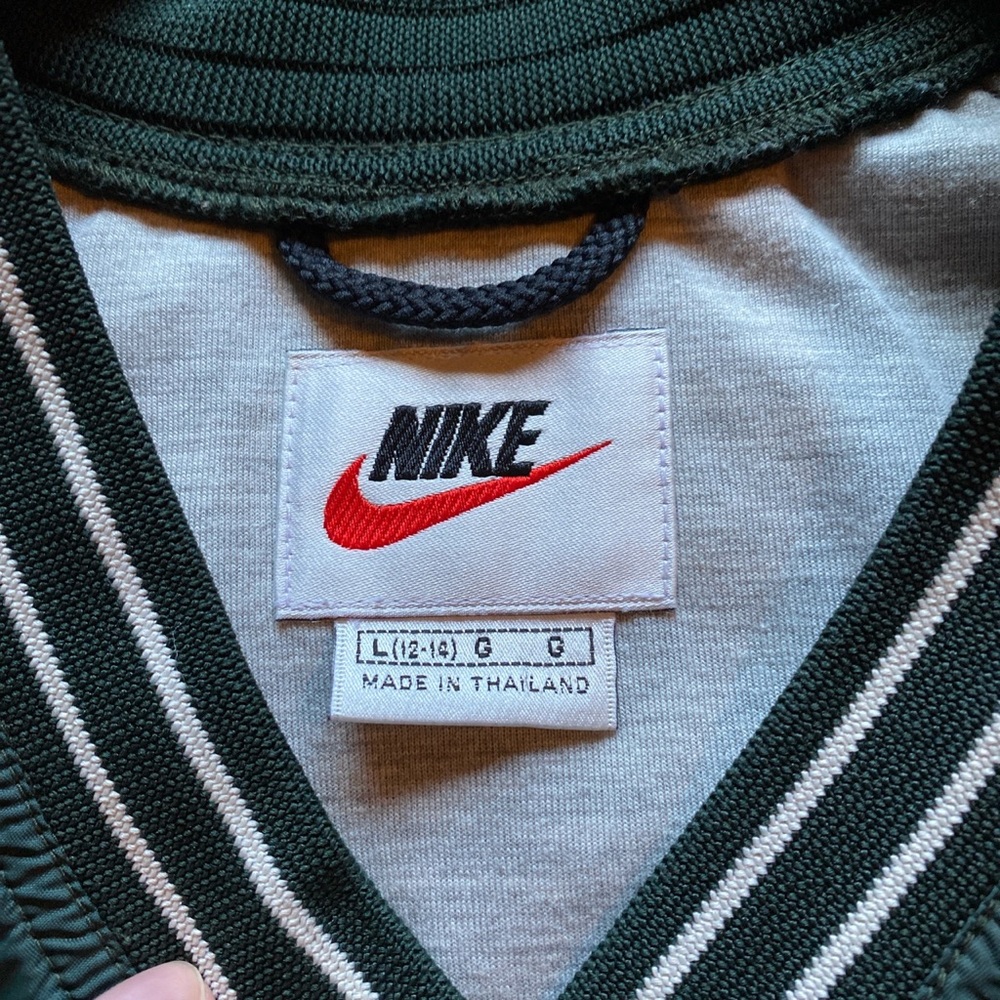 NIKE
L(12-14) G G
MADE IN THAILAND